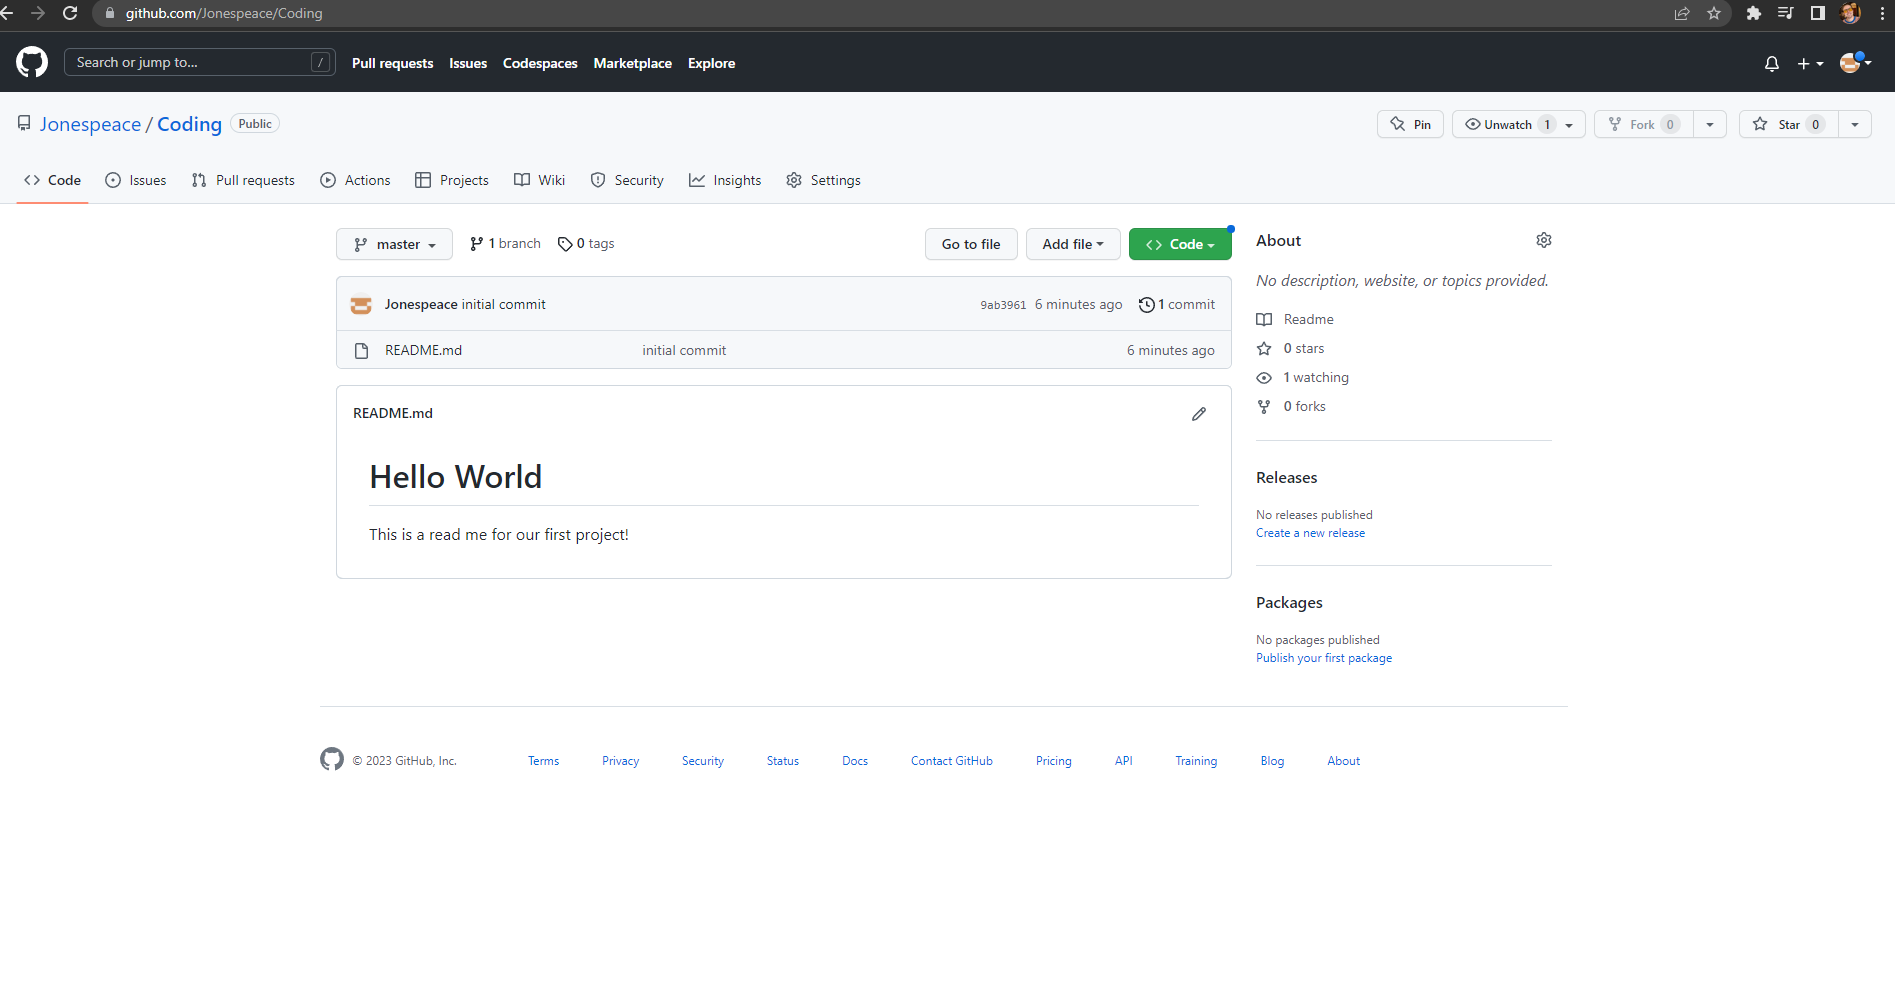 github.com/Jonespeace/Coding
Search or jump to... /
Pull requests Issues Codespaces Marketplace Explore
Jonespeace / Coding Public
Pin Unwatch 1 Fork 0 Star 0
Code Issues Pull requests Actions Projects Wiki Security Insights Settings
master 1 branch 0 tags Go to file Add file Code
Jonespeace initial commit 9ab3961 6 minutes ago 1 commit
README.md initial commit 6 minutes ago
README.md
Hello World
This is a read me for our first project!
About
No description, website, or topics provided.
Readme
0 stars
1 watching
0 forks
Releases
No releases published
Create a new release
Packages
No packages published
Publish your first package
© 2023 GitHub, Inc. Terms Privacy Security Status Docs Contact GitHub Pricing API Training Blog About